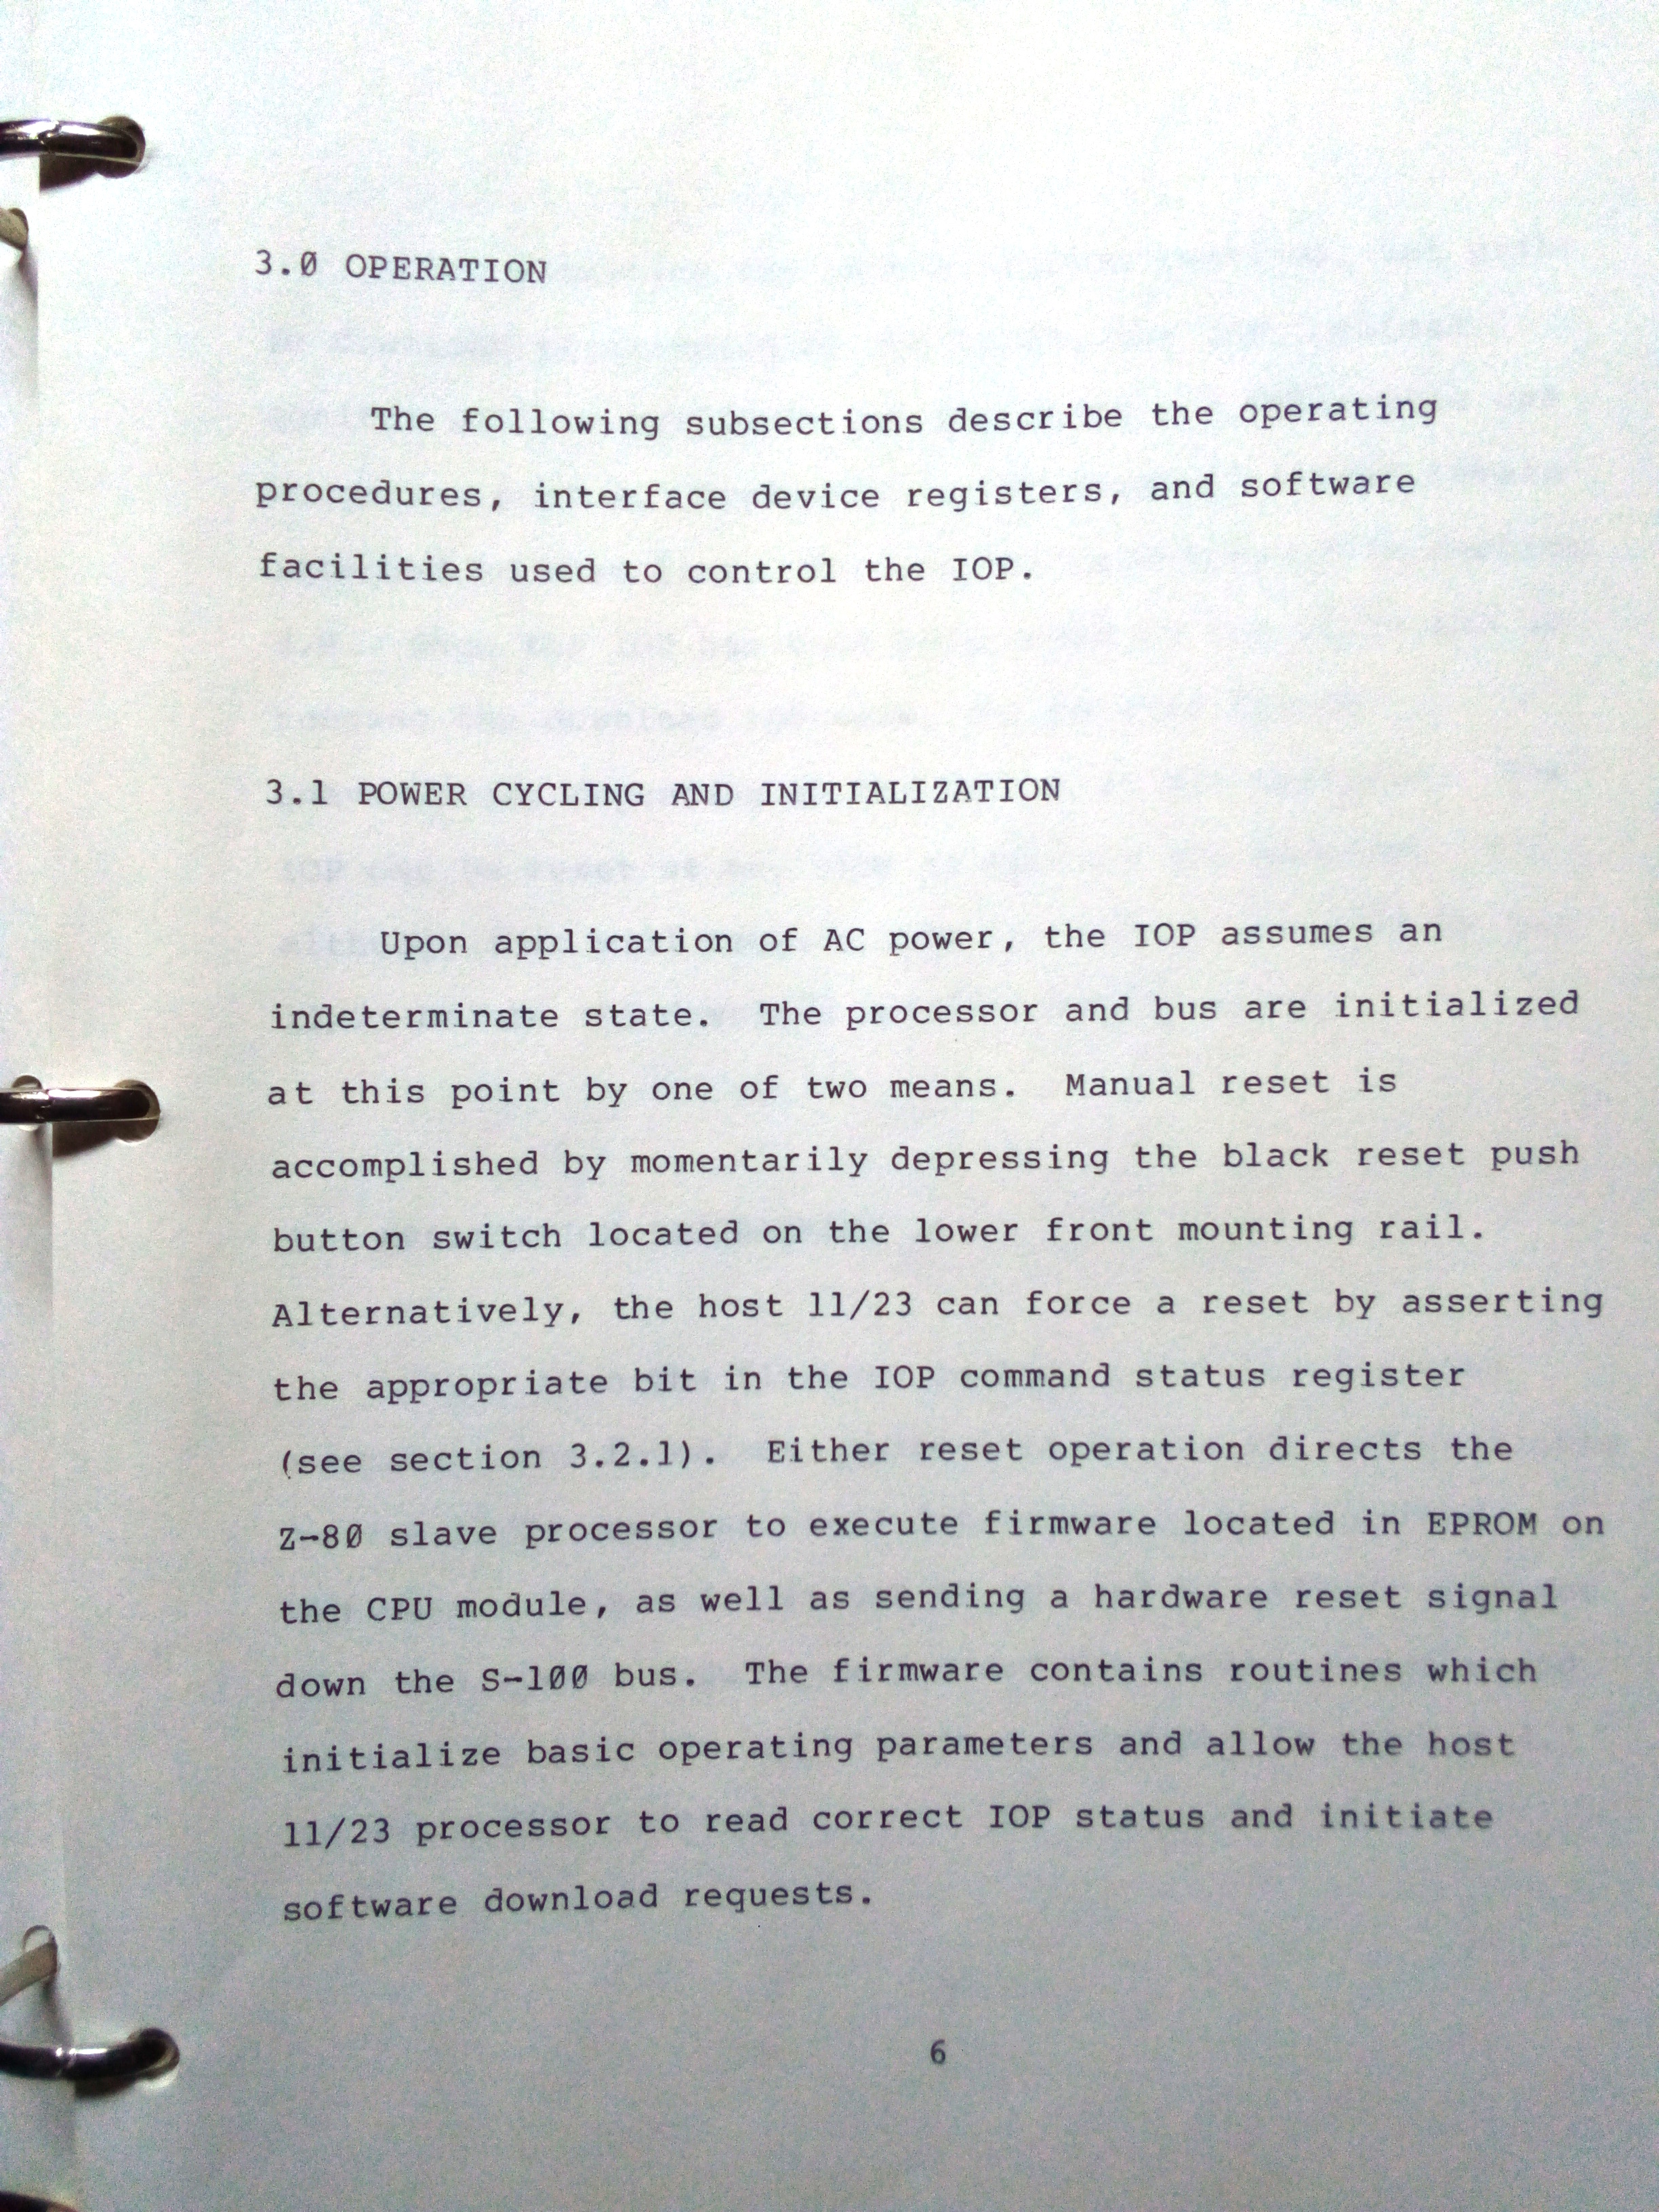 3.0 OPERATION
The following subsections describe the operating
procedures, interface device registers, and software
facilities used to control the IOP.
3.1 POWER CYCLING AND INITIALIZATION
Upon application of AC power, the IOP assumes an
indeterminate state.  The processor and bus are initialized
at this point by one of two means.  Manual reset is
accomplished by momentarily depressing the black reset push
button switch located on the lower front mounting rail.
Alternatively, the host 11/23 can force a reset by asserting
the appropriate bit in the IOP command status register
(see section 3.2.1).  Either reset operation directs the
Z-80 slave processor to execute firmware located in EPROM on
the CPU module, as well as sending a hardware reset signal
down the S-100 bus.  The firmware contains routines which
initialize basic operating parameters and allow the host
11/23 processor to read correct IOP status and initiate
software download requests.
6